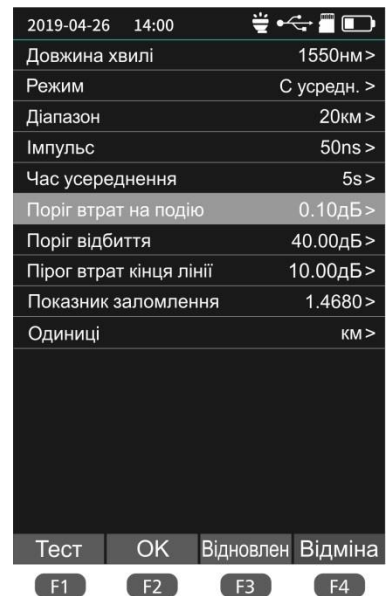 2019-04-26 14:00
Довжина хвилі 1550нм>
Режим С усредн. >
Діапазон 20км>
Імпульс 50ns>
Час усереднення 5s>
Поріг втрат на подію 0.10дБ>
Поріг відбиття 40.00дБ>
Пірог втрат кінця лінії 10.00дБ>
Показник заломлення 1.4680>
Одиниці км>
Тест ОК Відновлен Відміна
F1 F2 F3 F4